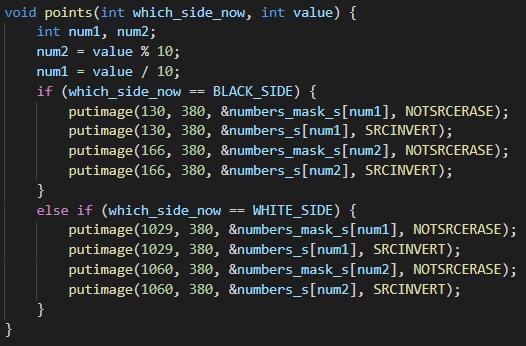 void points(int which_side_now, int value) {
    int num1, num2;
    num2 = value % 10;
    num1 = value / 10;
    if (which_side_now == BLACK_SIDE) {
        putimage(130, 380, &numbers_mask_s[num1], NOTSRCERASE);
        putimage(130, 380, &numbers_s[num1], SRCINVERT);
        putimage(166, 380, &numbers_mask_s[num2], NOTSRCERASE);
        putimage(166, 380, &numbers_s[num2], SRCINVERT);
    }
    else if (which_side_now == WHITE_SIDE) {
        putimage(1029, 380, &numbers_mask_s[num1], NOTSRCERASE);
        putimage(1029, 380, &numbers_s[num1], SRCINVERT);
        putimage(1060, 380, &numbers_mask_s[num2], NOTSRCERASE);
        putimage(1060, 380, &numbers_s[num2], SRCINVERT);
    }
}